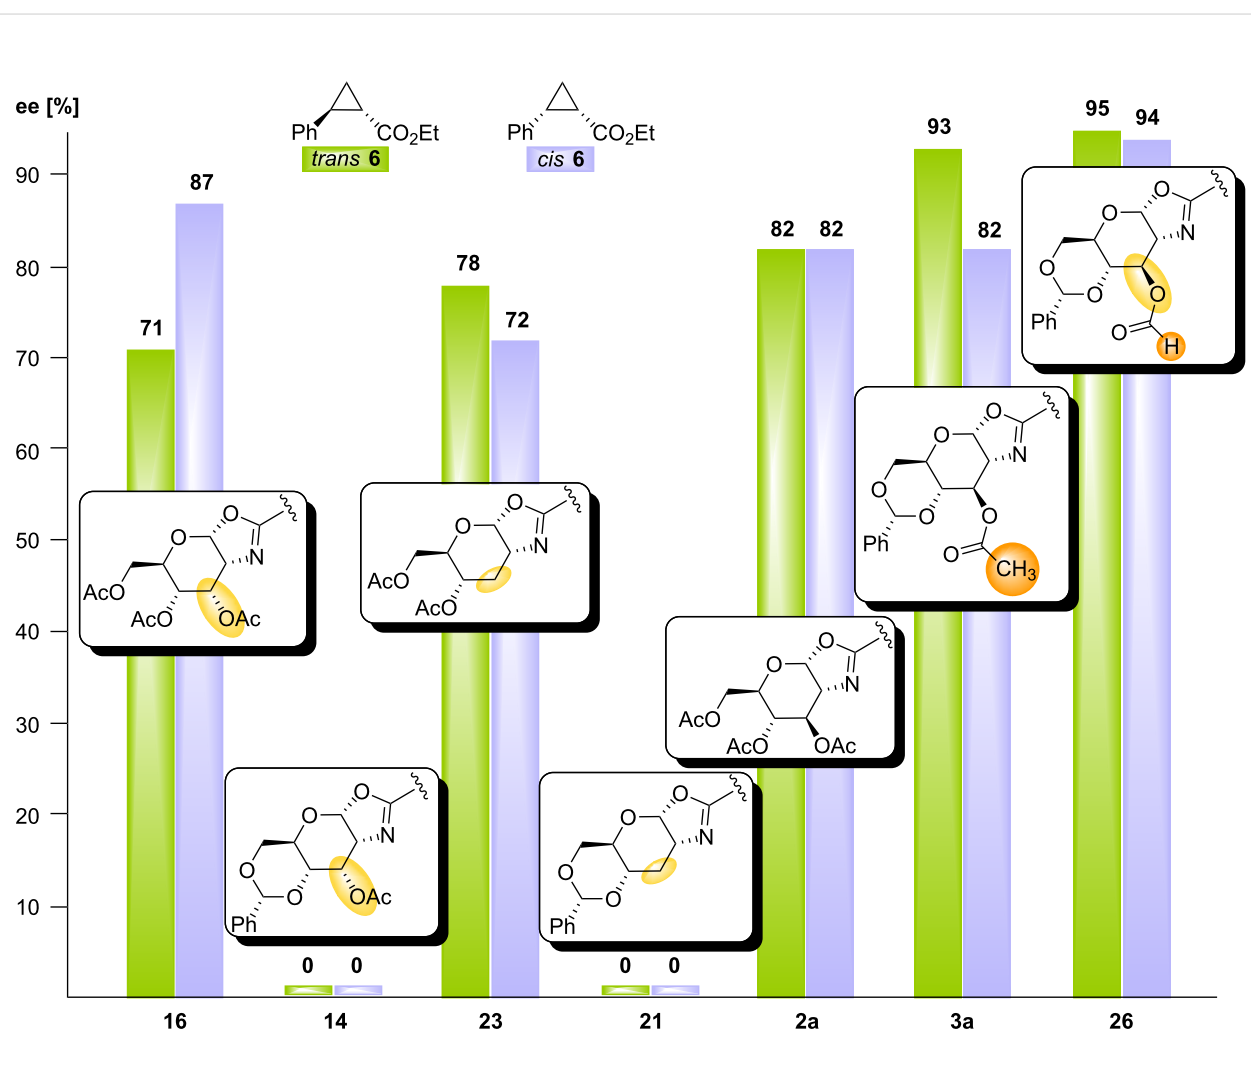 ee [%]
Ph
CO2Et
trans 6
Ph
CO2Et
cis 6
90
80
70
60
50
40
30
20
10
71
87
0
0
78
72
0
0
82
82
93
82
95
94
O
O
N
AcO
AcO
OAc
O
O
N
O
O
Ph
OAc
O
O
N
AcO
AcO
O
O
N
O
O
Ph
O
O
N
AcO
AcO
OAc
O
O
N
O
O
Ph
O
O
CH3
O
O
N
O
O
Ph
O
O
H
16
14
23
21
2a
3a
26